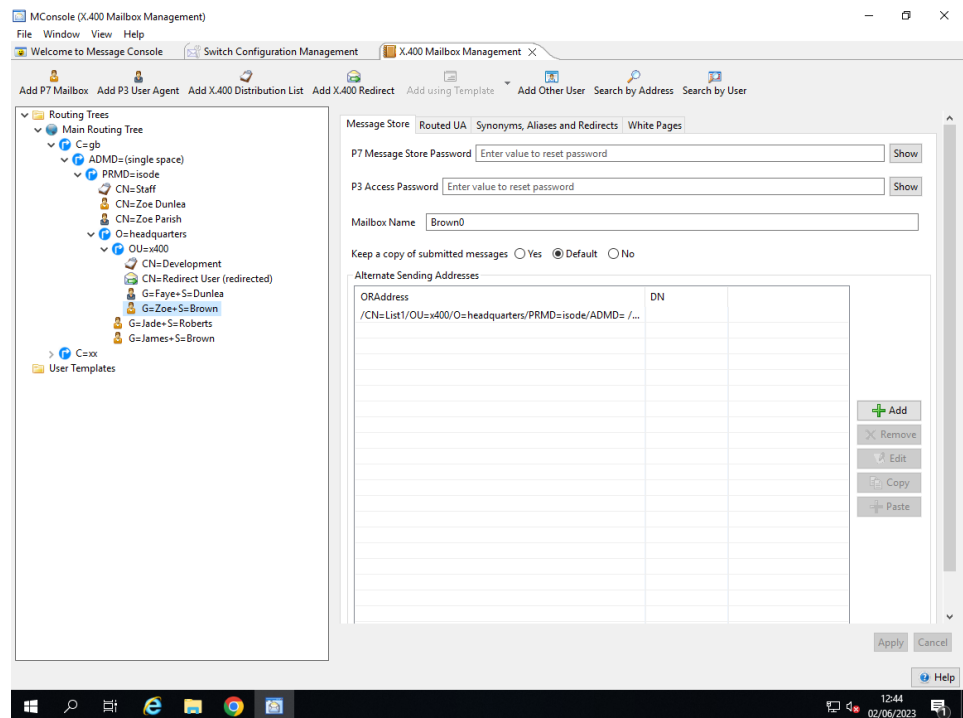 MConsole (X.400 Mailbox Management)
File Window View Help
Welcome to Message Console Switch Configuration Management X.400 Mailbox Management
Add P7 Mailbox Add P3 User Agent Add X.400 Distribution List Add X.400 Redirect Add using Template Add Other User Search by Address Search by User
Routing Trees
Main Routing Tree
C=gb
ADMD=(single space)
PRMD=isode
CN=Staff
CN=Zoe Dunlea
CN=Zoe Parish
O=headquarters
OU=x400
CN=Development
CN=Redirect User (redirected)
G=Faye+S=Dunlea
G=Zoe+S=Brown
G=Jade+S=Roberts
G=James+S=Brown
C=xx
User Templates
Message Store Routed UA Synonyms, Aliases and Redirects White Pages
P7 Message Store Password Enter value to reset password Show
P3 Access Password Enter value to reset password Show
Mailbox Name Brown0
Keep a copy of submitted messages Yes Default No
Alternate Sending Addresses
ORAddress DN
/CN=List1/OU=x400/O=headquarters/PRMD=isode/ADMD= /...
Add
Remove
Edit
Copy
Paste
Apply Cancel
Help
12:44
02/06/2023
1